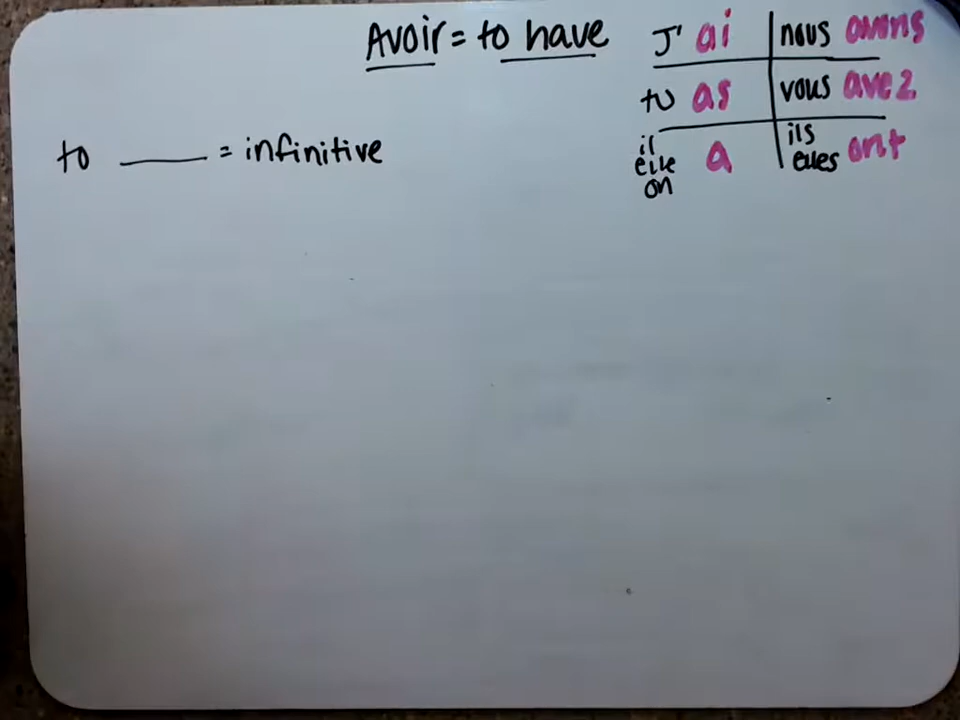 Avoir = to have
J' ai nous avons
tu as vous avez
il elle on a ils elles ont
to ____ = infinitive